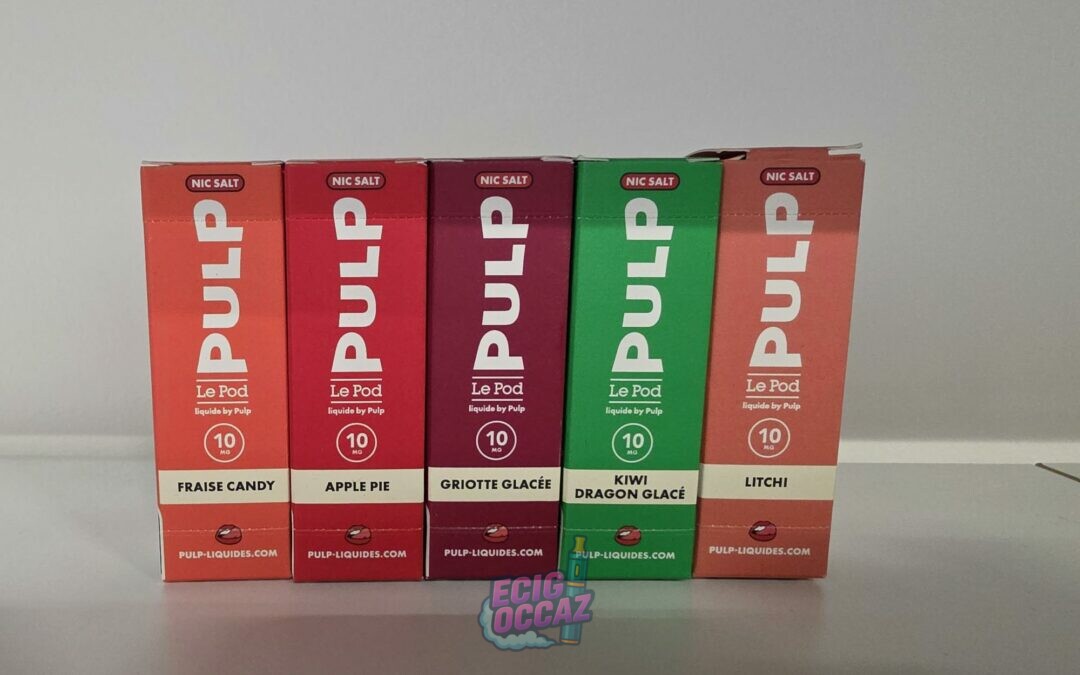 NIC SALT
PULP
Le Pod
liquide by Pulp
10
MG
FRAISE CANDY
PULP-LIQUIDES.COM
NIC SALT
PULP
Le Pod
liquide by Pulp
10
MG
APPLE PIE
PULP-LIQUIDES.COM
NIC SALT
PULP
Le Pod
liquide by Pulp
10
MG
GRIOTTE GLACÉE
PULP-LIQUIDES.COM
NIC SALT
PULP
Le Pod
liquide by Pulp
10
MG
KIWI
DRAGON GLACÉ
PULP-LIQUIDES.COM
NIC SALT
PULP
Le Pod
liquide by Pulp
10
MG
LITCHI
PULP-LIQUIDES.COM
ECIG
OCCAZ